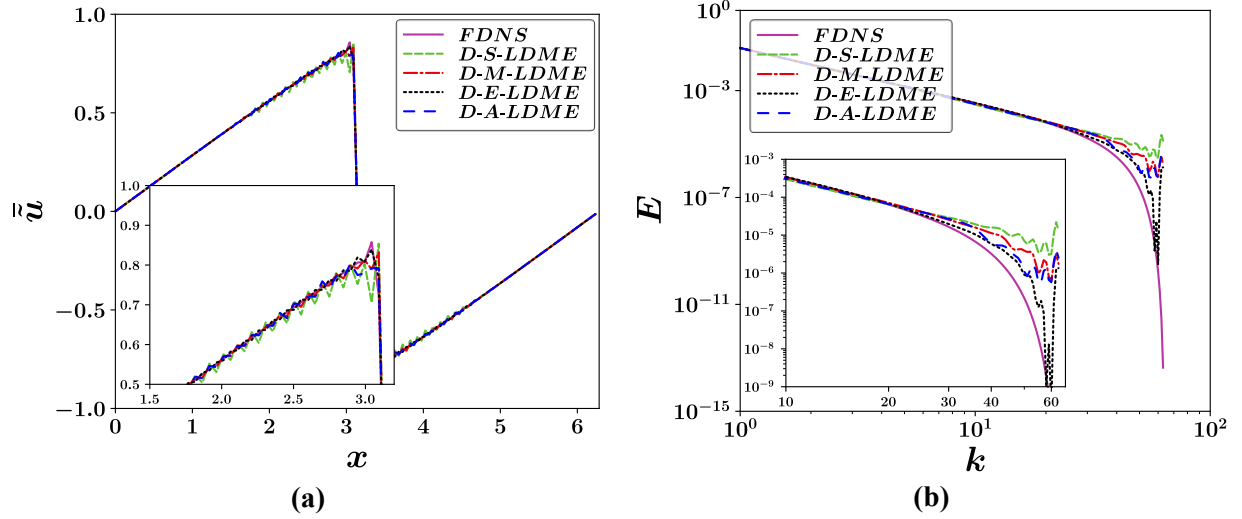 1.0
0.5
0.0
−0.5
−1.0
ũ̄
FDNS
D-S-LDME
D-M-LDME
D-E-LDME
D-A-LDME
1.0
0.9
0.8
0.7
0.6
0.5
1.5 2.0 2.5 3.0
0 1 2 3 4 5 6
x
(a)
10⁰
10⁻³
10⁻⁷
10⁻¹¹
10⁻¹⁵
E
FDNS
D-S-LDME
D-M-LDME
D-E-LDME
D-A-LDME
10⁻³
10⁻⁴
10⁻⁵
10⁻⁶
10⁻⁷
10⁻⁸
10⁻⁹
10 20 30 40 60
10⁰ 10¹ 10²
k
(b)